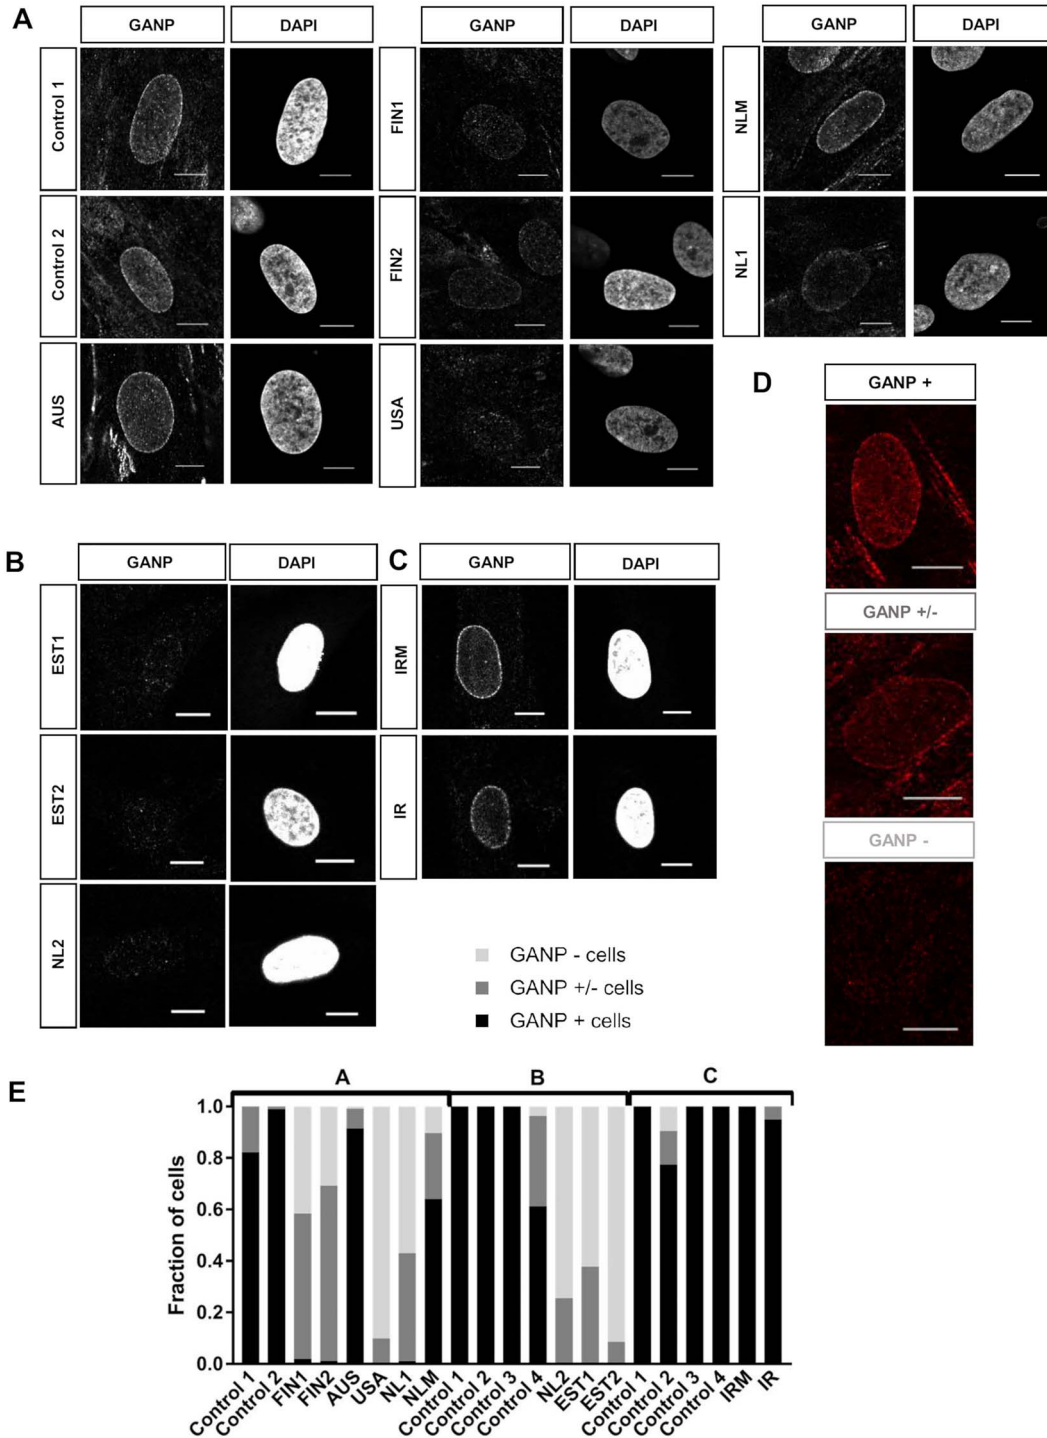 A
GANP DAPI GANP DAPI GANP DAPI
Control 1 FIN1 NLM
Control 2 FIN2 NL1
AUS USA
D
GANP +
GANP +/-
GANP -
B
GANP DAPI
C
GANP DAPI
EST1 IRM
EST2 IR
NL2
GANP - cells
GANP +/- cells
GANP + cells
E
A B C
Fraction of cells
1.0
0.8
0.6
0.4
0.2
0.0
Control 1
Control 2
FIN1
FIN2
AUS
USA
NL1
NLM
Control 1
Control 2
Control 3
Control 4
NL2
EST1
EST2
Control 1
Control 2
Control 3
Control 4
IRM
IR